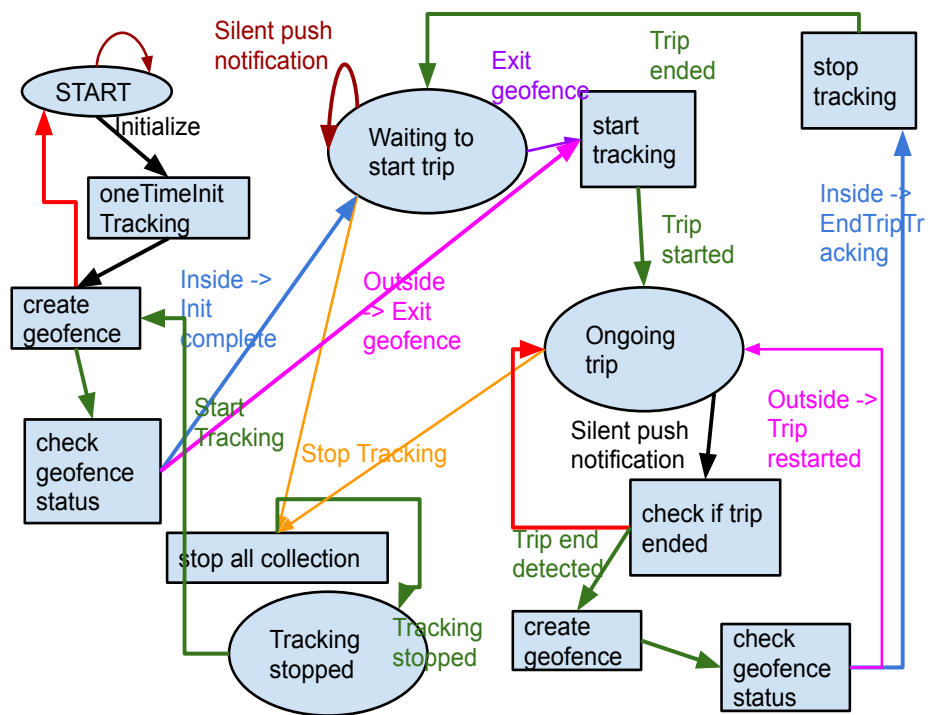 Silent push
notification
START
Initialize
Exit
geofence
Trip
ended
stop
tracking
Waiting to
start trip
start
tracking
oneTimeInit
Tracking
Inside ->
EndTripTr
acking
Trip
started
Inside ->
Init
complete
Outside
-> Exit
geofence
create
geofence
Ongoing
trip
Start
Tracking
check
geofence
status
Stop Tracking
Silent push
notification
Outside ->
Trip
restarted
check if trip
ended
stop all collection
Trip end
detected
Tracking
stopped
Tracking
stopped
create
geofence
check
geofence
status